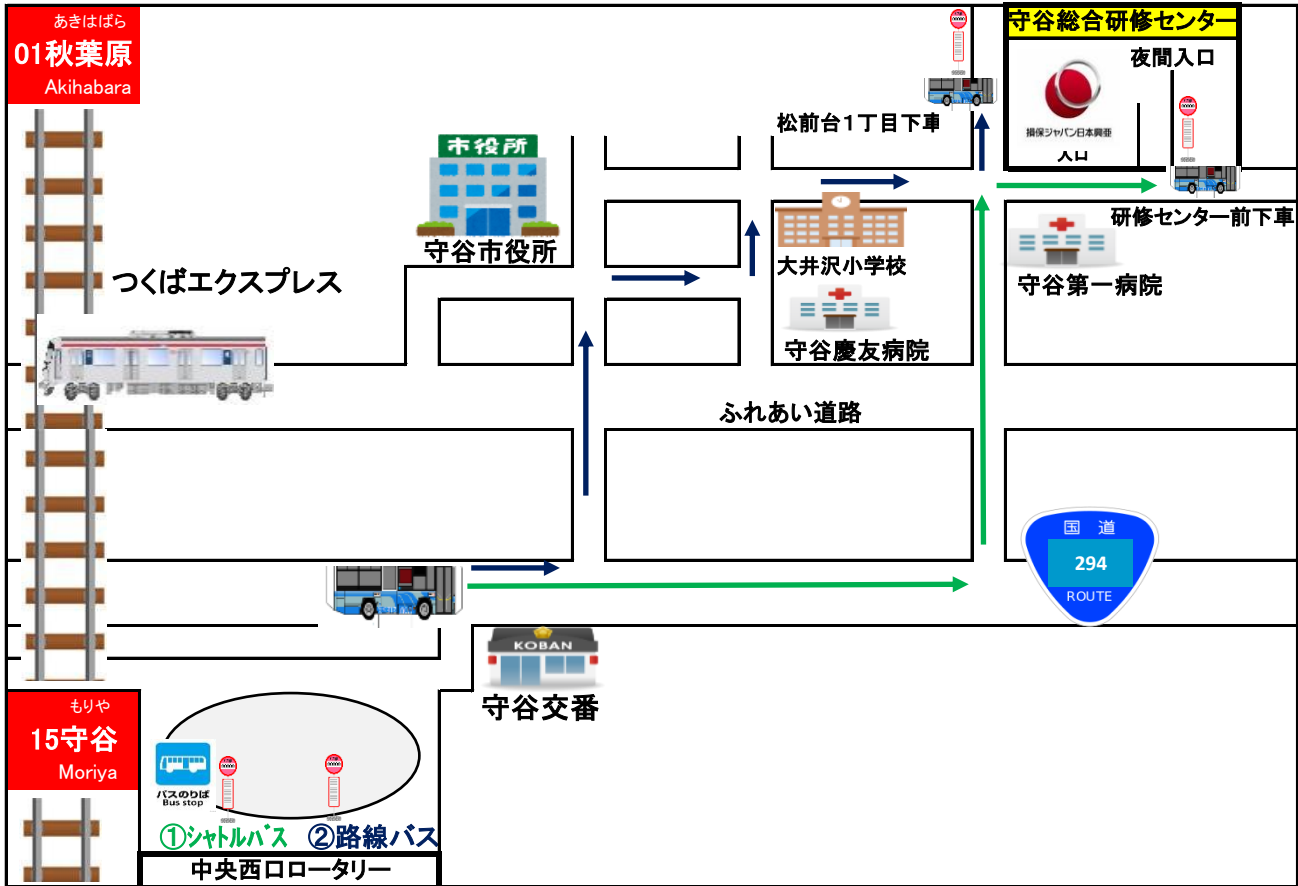 あきはばら
01秋葉原
Akihabara
守谷総合研修センター
夜間入口
損保ジャパン日本興亜
入口
松前台1丁目下車
市役所
守谷市役所
研修センター前下車
大井沢小学校
守谷第一病院
つくばエクスプレス
守谷慶友病院
ふれあい道路
国 道
294
ROUTE
KOBAN
守谷交番
もりや
15守谷
Moriya
バスのりば
Bus stop
①シャトルバス ②路線バス
中央西口ロータリー